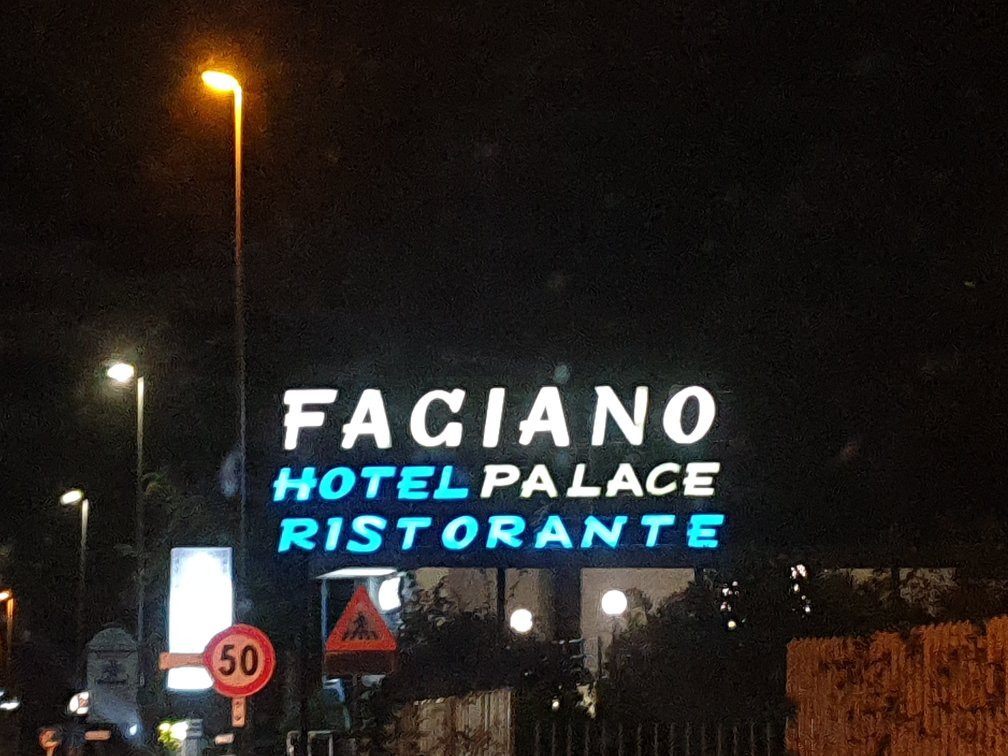 FAGIANO
HOTEL PALACE
RISTORANTE
50